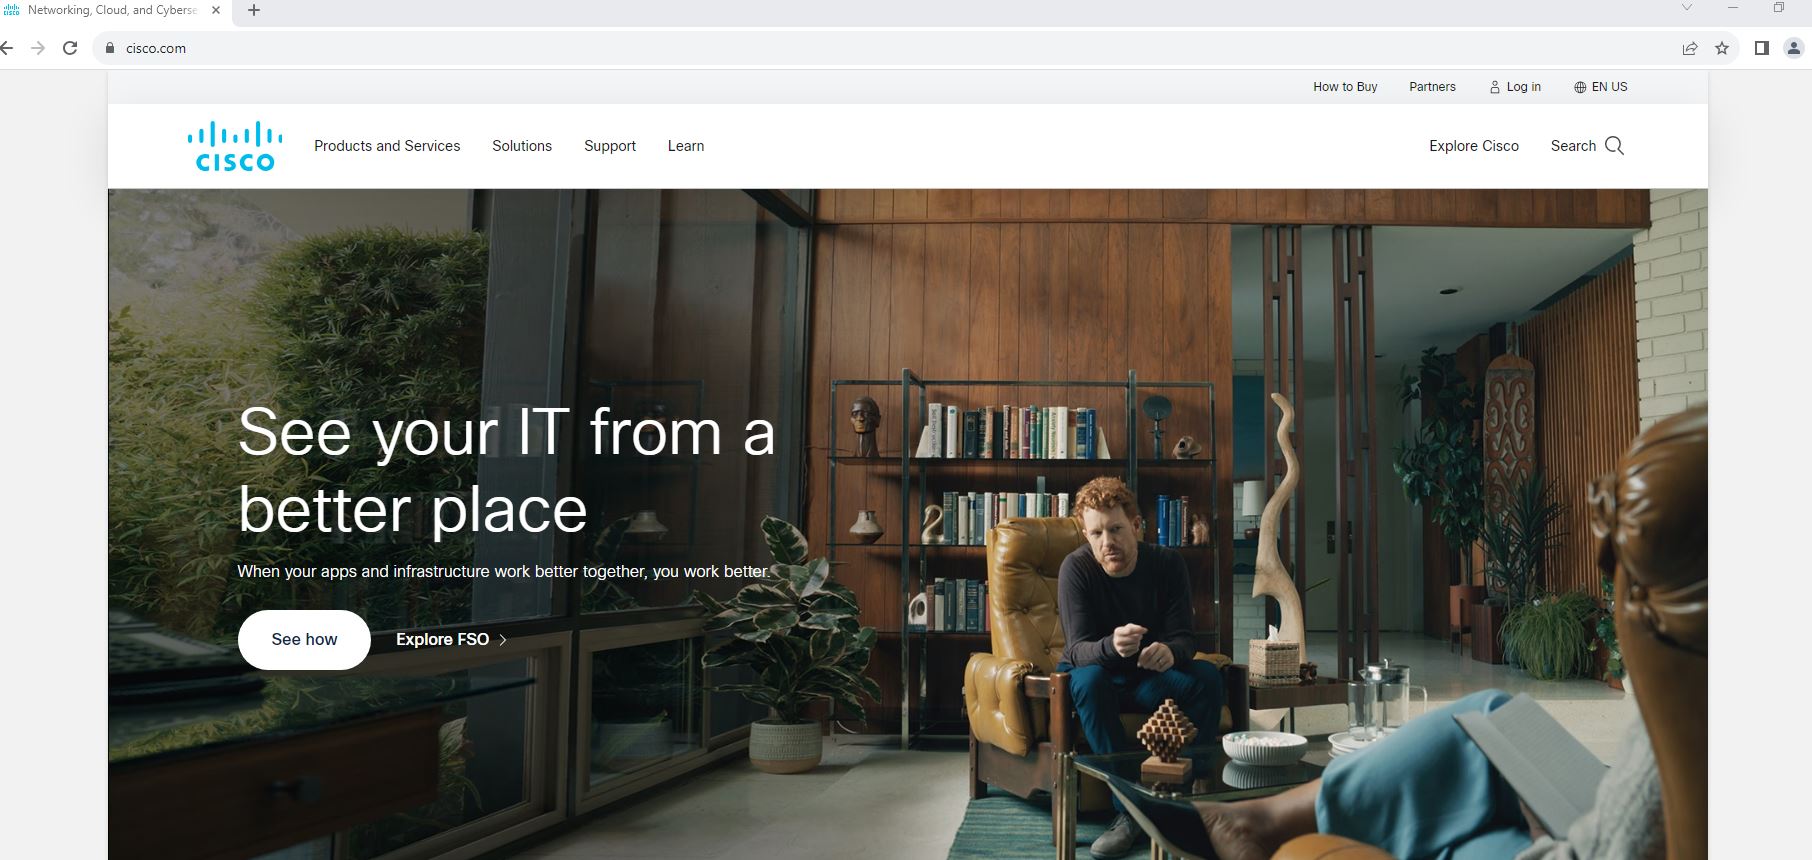 Networking, Cloud, and Cyberse
cisco.com
How to Buy
Partners
Log in
EN US
CISCO
Products and Services
Solutions
Support
Learn
Explore Cisco
Search
See your IT from a
better place
When your apps and infrastructure work better together, you work better.
See how
Explore FSO